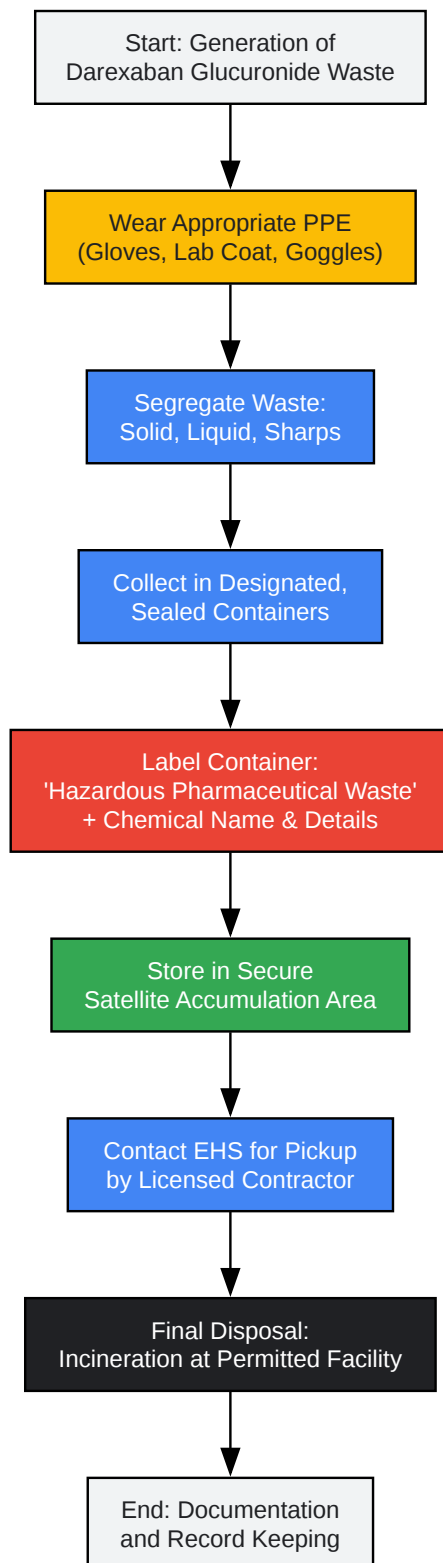 Start: Generation of
Darexaban Glucuronide Waste
Wear Appropriate PPE
(Gloves, Lab Coat, Goggles)
Segregate Waste:
Solid, Liquid, Sharps
Collect in Designated,
Sealed Containers
Label Container:
'Hazardous Pharmaceutical Waste'
+ Chemical Name & Details
Store in Secure
Satellite Accumulation Area
Contact EHS for Pickup
by Licensed Contractor
Final Disposal:
Incineration at Permitted Facility
End: Documentation
and Record Keeping